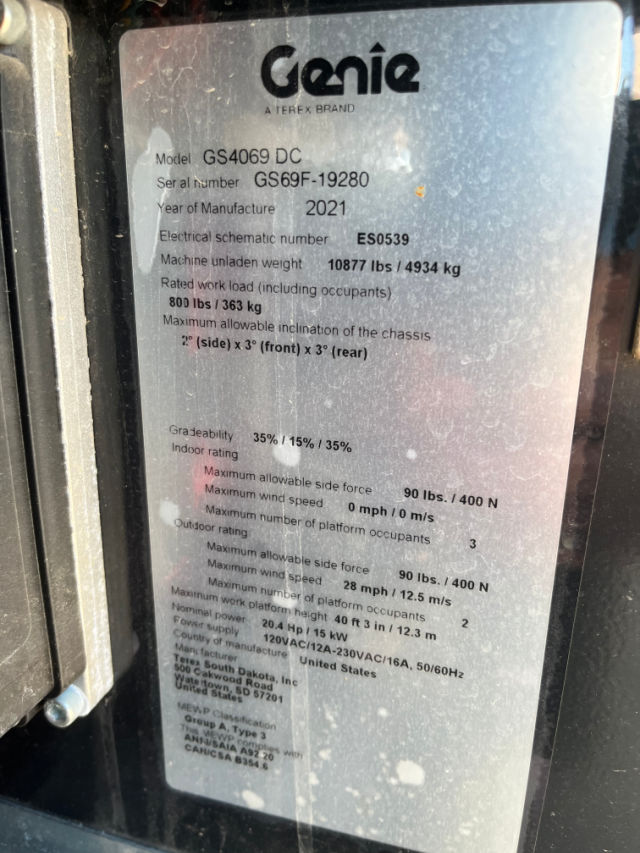 Genie
A TEREX BRAND
Model GS4069 DC
Serial number GS69F-19280
Year of Manufacture 2021
Electrical schematic number ES0539
Machine unladen weight 10877 lbs / 4934 kg
Rated work load (including occupants)
800 lbs / 363 kg
Maximum allowable inclination of the chassis
2° (side) x 3° (front) x 3° (rear)
Gradeability 35% / 15% / 35%
Indoor rating
Maximum allowable side force 90 lbs. / 400 N
Maximum wind speed 0 mph / 0 m/s
Maximum number of platform occupants 3
Outdoor rating
Maximum allowable side force 90 lbs. / 400 N
Maximum wind speed 28 mph / 12.5 m/s
Maximum number of platform occupants 2
Maximum work platform height 40 ft 3 in / 12.3 m
Nominal power 20.4 Hp / 15 kW
Power supply 120VAC/12A-230VAC/16A, 50/60Hz
Country of manufacture United States
Manufacturer
Terex South Dakota, Inc
500 Oakwood Road
Watertown, SD 57201
United States
MEWP Classification
Group A, Type 3
This MEWP complies with
ANSI/SAIA A92.20
CAN/CSA B354.6